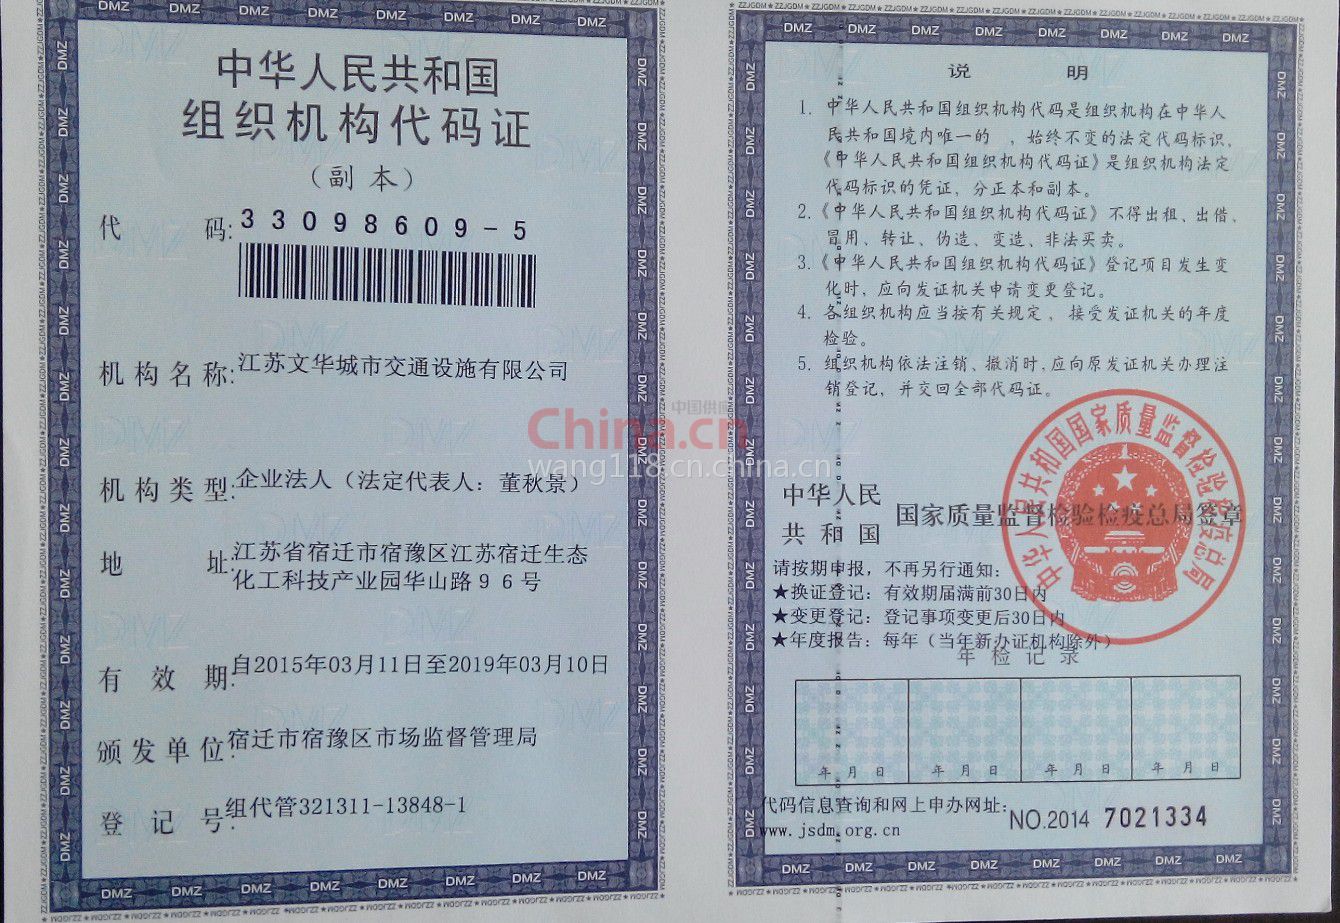 中华人民共和国
组织机构代码证
（副本）
代 码:33098609-5
机构名称:江苏文华城市交通设施有限公司
机构类型:企业法人（法定代表人：董秋景）
地 址:江苏省宿迁市宿豫区江苏宿迁生态
化工科技产业园华山路96号
有效期:自2015年03月11日至2019年03月10日
颁发单位:宿迁市宿豫区市场监督管理局
登记号:组代管321311-13848-1
说 明
1. 中华人民共和国组织机构代码是组织机构在中华人
民共和国境内唯一的 ，始终不变的法定代码标识，
《中华人民共和国组织机构代码证》是组织机构法定
代码标识的凭证，分正本和副本。
2.《中华人民共和国组织机构代码证》不得出租、出借、
冒用、转让、伪造、变造、非法买卖。
3.《中华人民共和国组织机构代码证》登记项目发生变
化时，应向发证机关申请变更登记。
4. 各组织机构应当按有关规定，接受发证机关的年度
检验。
5. 组织机构依法注销、撤消时，应向原发证机关办理注
销登记，并交回全部代码证。
中国供应
China.cn
wang118.cn.china.cn
中华人民
共和国
国家质量监督检验检疫总局签章
中华人民共和国国家质量监督检验检疫总局
请按期申报，不再另行通知：
★换证登记：有效期届满前30日内
★变更登记：登记事项变更后30日内
★年度报告：每年（当年新办证机构除外）
年检记录
年 月 日 年 月 日 年 月 日 年 月 日
代码信息查询和网上申办网址：
www.jsdm.org.cn
NO.2014 7021334